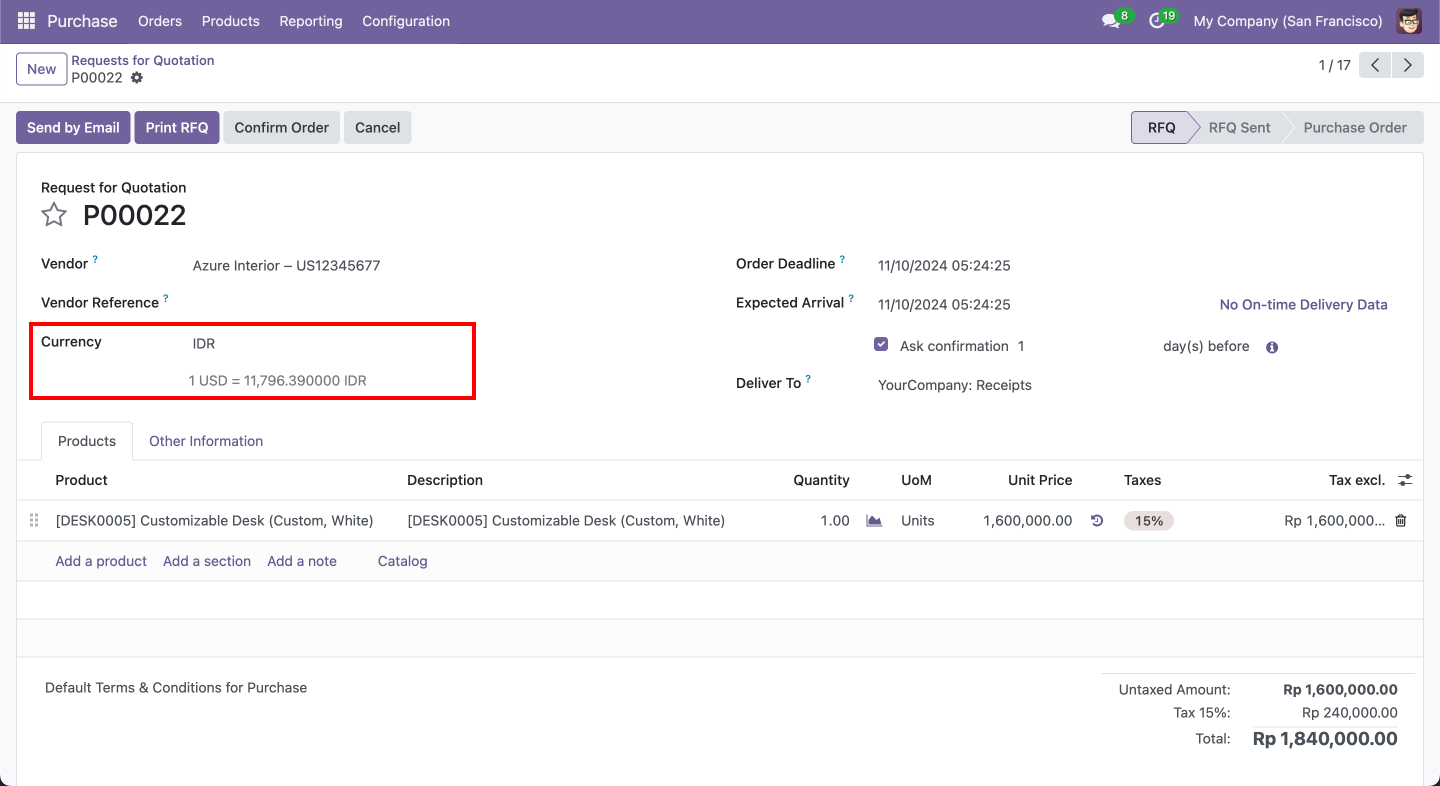 Purchase Orders Products Reporting Configuration 8 19 My Company (San Francisco)
New Requests for Quotation 1 / 17
P00022
Send by Email Print RFQ Confirm Order Cancel RFQ RFQ Sent Purchase Order
Request for Quotation
P00022
Vendor ? Azure Interior – US12345677
Vendor Reference ?
Currency IDR
1 USD = 11,796.390000 IDR
Order Deadline ? 11/10/2024 05:24:25
Expected Arrival ? 11/10/2024 05:24:25 No On-time Delivery Data
Ask confirmation 1 day(s) before
Deliver To ? YourCompany: Receipts
Products Other Information
Product Description Quantity UoM Unit Price Taxes Tax excl.
[DESK0005] Customizable Desk (Custom, White) [DESK0005] Customizable Desk (Custom, White) 1.00 Units 1,600,000.00 15% Rp 1,600,000...
Add a product Add a section Add a note Catalog
Default Terms & Conditions for Purchase
Untaxed Amount: Rp 1,600,000.00
Tax 15%: Rp 240,000.00
Total: Rp 1,840,000.00